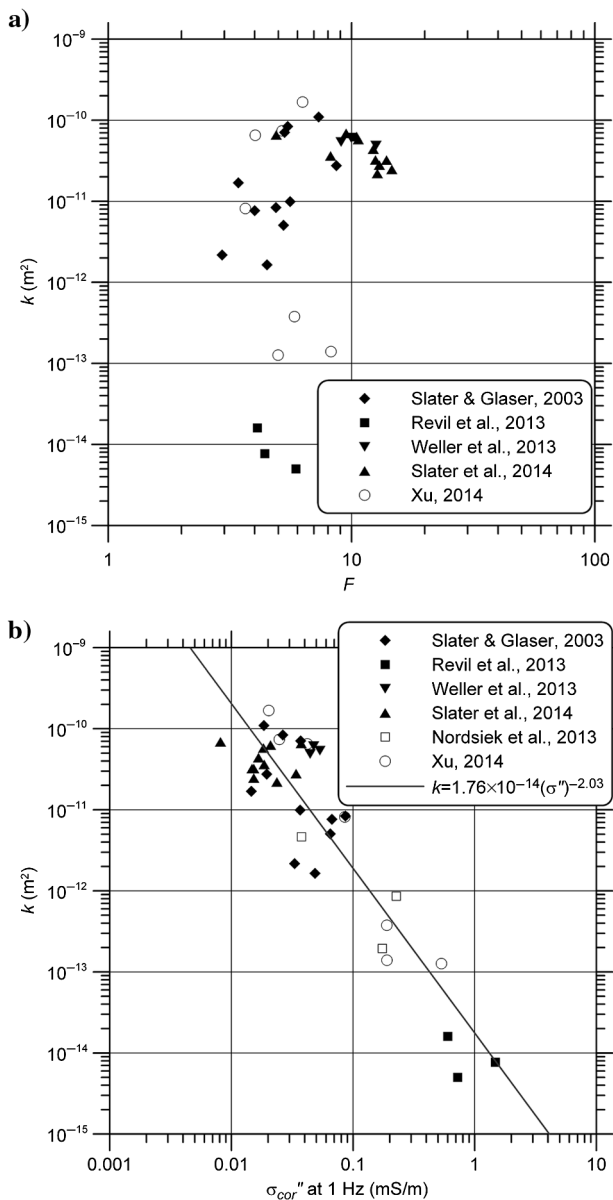 a)
10⁻⁹
10⁻¹⁰
10⁻¹¹
10⁻¹²
10⁻¹³
10⁻¹⁴
10⁻¹⁵
k (m²)
Slater & Glaser, 2003
Revil et al., 2013
Weller et al., 2013
Slater et al., 2014
Xu, 2014
1 10 100
F
b)
10⁻⁹
10⁻¹⁰
10⁻¹¹
10⁻¹²
10⁻¹³
10⁻¹⁴
10⁻¹⁵
k (m²)
Slater & Glaser, 2003
Revil et al., 2013
Weller et al., 2013
Slater et al., 2014
Nordsiek et al., 2013
Xu, 2014
k=1.76×10⁻¹⁴(σ″)⁻²·⁰³
0.001 0.01 0.1 1 10
σcor″ at 1 Hz (mS/m)